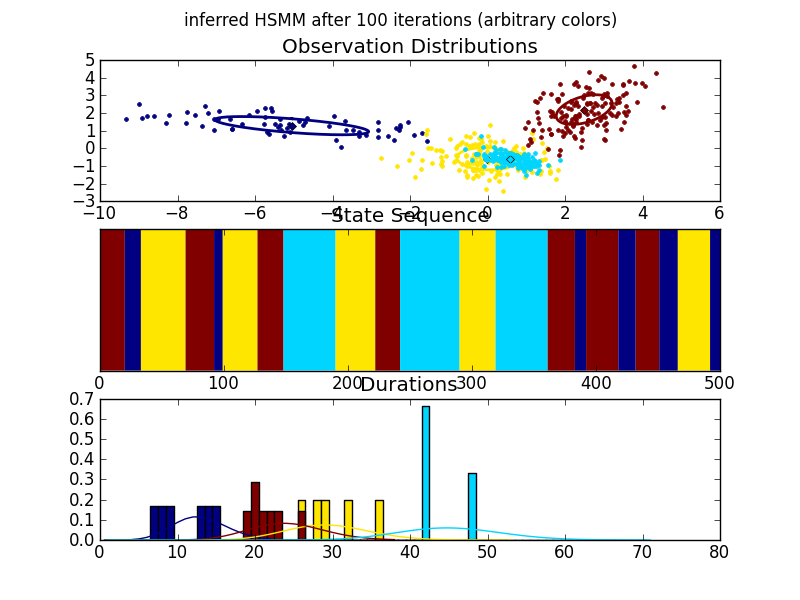 inferred HSMM after 100 iterations (arbitrary colors)
Observation Distributions
5
4
3
2
1
0
−1
−2
−3
−10 −8 −6 −4 −2 0 2 4 6
State Sequence
0 100 200 300 400 500
Durations
0.7
0.6
0.5
0.4
0.3
0.2
0.1
0.0
0 10 20 30 40 50 60 70 80